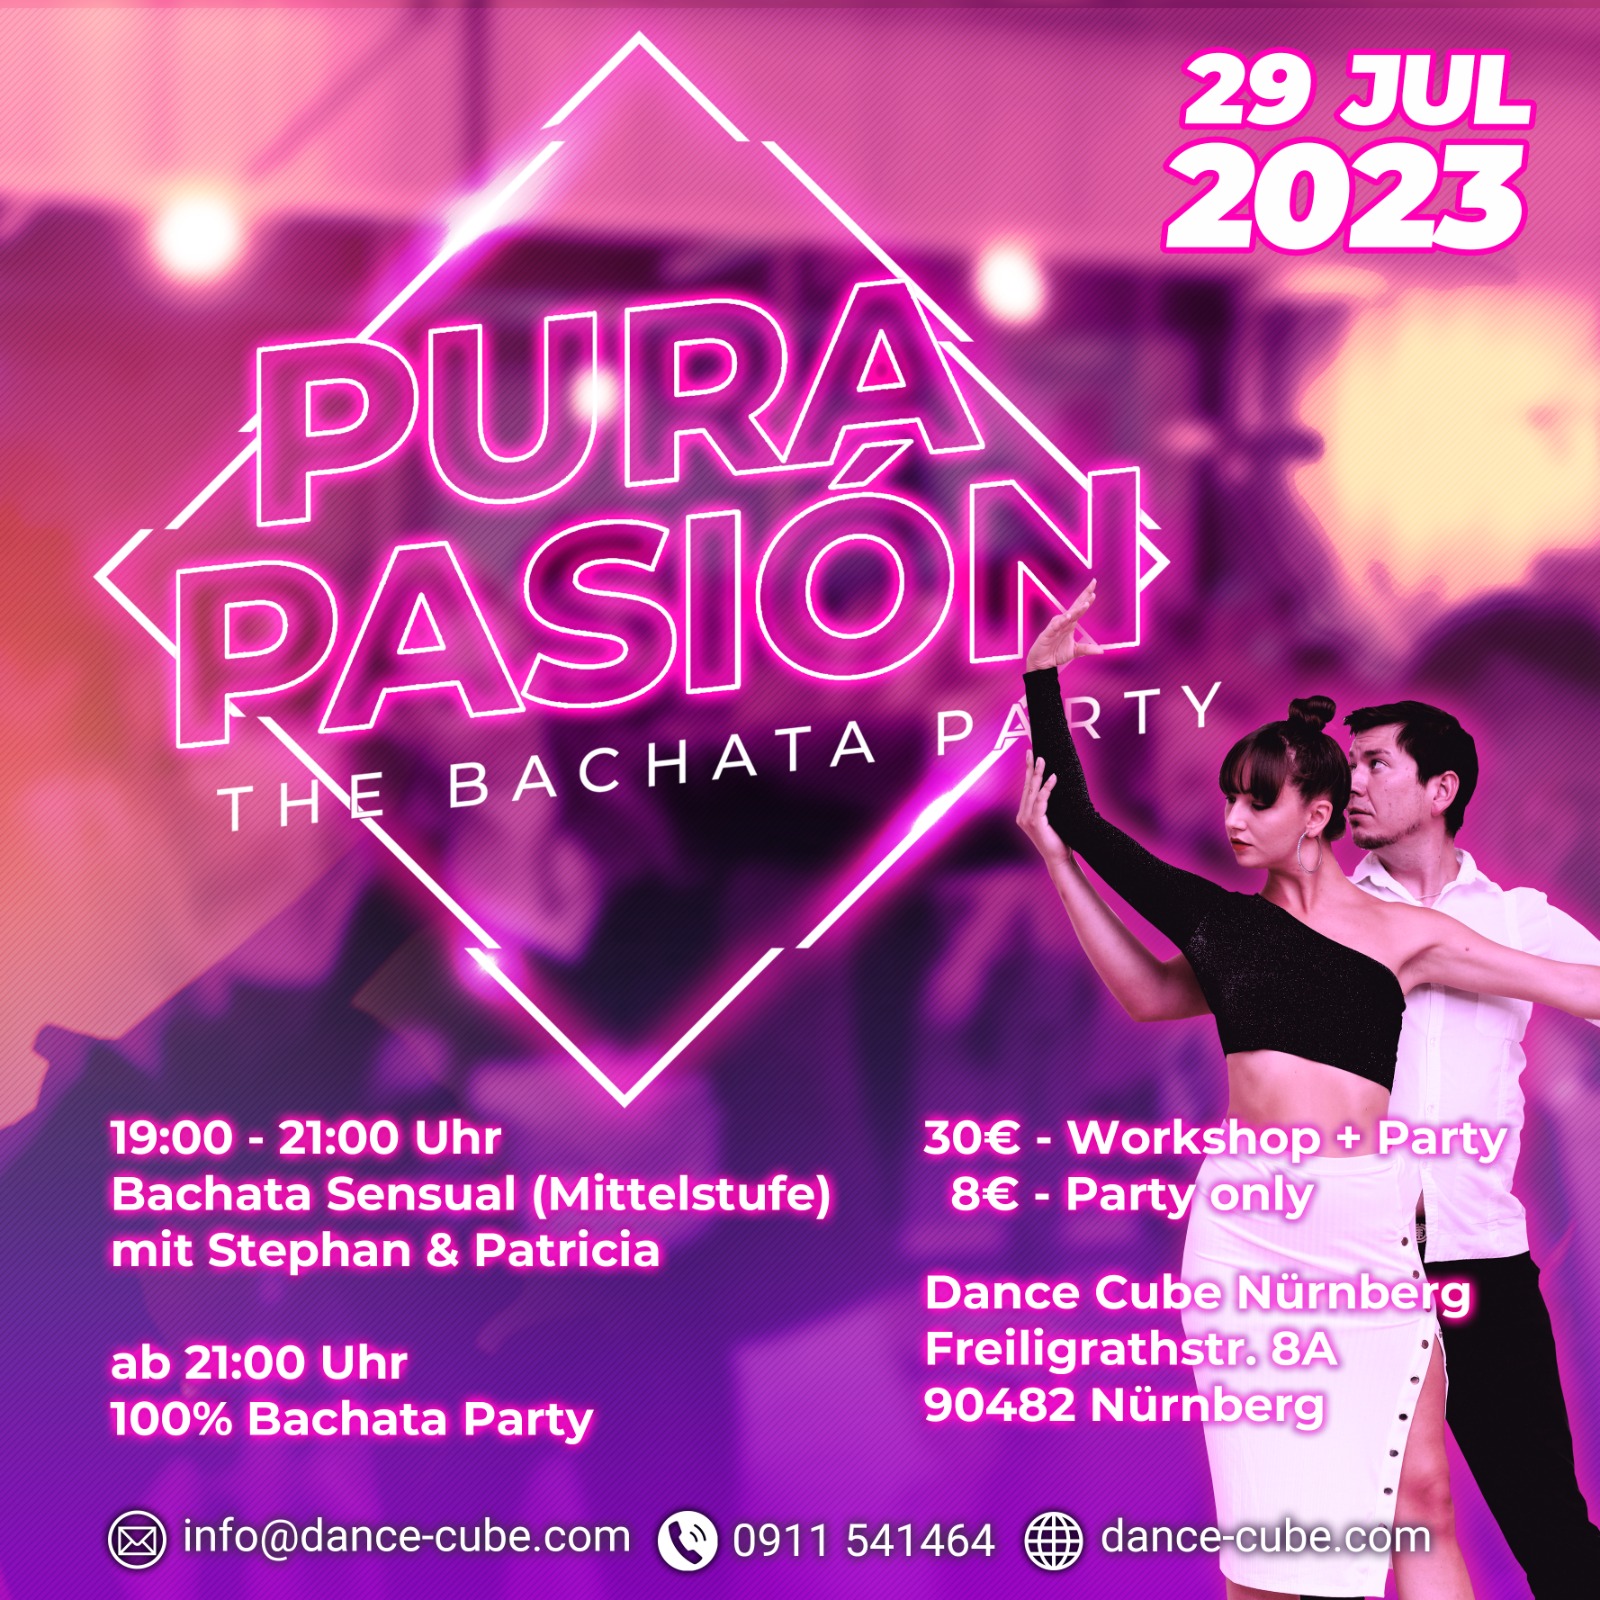 29 JUL
2023
PURA
PASIÓN
THE BACHATA PARTY
19:00 - 21:00 Uhr
Bachata Sensual (Mittelstufe)
mit Stephan & Patricia
ab 21:00 Uhr
100% Bachata Party
30€ - Workshop + Party
8€ - Party only
Dance Cube Nürnberg
Freiligrathstr. 8A
90482 Nürnberg
info@dance-cube.com
0911 541464
dance-cube.com